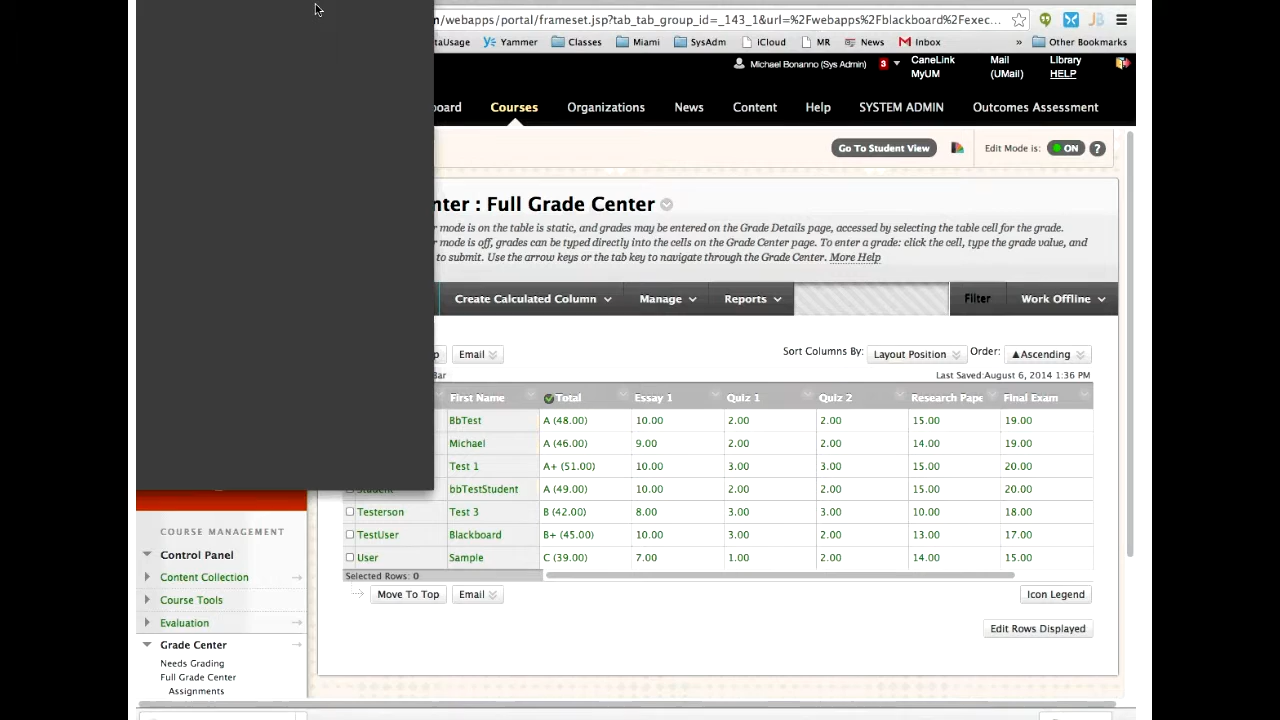 /webapps/portal/frameset.jsp?tab_tab_group_id=_143_1&url=%2Fwebapps%2Fblackboard%2Fexec...
taUsage Yammer Classes Miami SysAdm iCloud MR News Inbox » Other Bookmarks
Michael Bonanno (Sys Admin) 3 CaneLink MyUM Mail (UMail) Library HELP
oard Courses Organizations News Content Help SYSTEM ADMIN Outcomes Assessment
Go To Student View Edit Mode is: ON ?
nter : Full Grade Center
r mode is on the table is static, and grades may be entered on the Grade Details page, accessed by selecting the table cell for the grade.
r mode is off, grades can be typed directly into the cells on the Grade Center page. To enter a grade: click the cell, type the grade value, and
to submit. Use the arrow keys or the tab key to navigate through the Grade Center. More Help
Create Calculated Column Manage Reports Filter Work Offline
p Email Sort Columns By: Layout Position Order: ▲Ascending
Bar Last Saved:August 6, 2014 1:36 PM
First Name Total Essay 1 Quiz 1 Quiz 2 Research Pape Final Exam
BbTest A (48.00) 10.00 2.00 2.00 15.00 19.00
Michael A (46.00) 9.00 2.00 2.00 14.00 19.00
Test 1 A+ (51.00) 10.00 3.00 3.00 15.00 20.00
Student bbTestStudent A (49.00) 10.00 2.00 2.00 15.00 20.00
Testerson Test 3 B (42.00) 8.00 3.00 3.00 10.00 18.00
TestUser Blackboard B+ (45.00) 10.00 3.00 2.00 13.00 17.00
User Sample C (39.00) 7.00 1.00 2.00 14.00 15.00
Selected Rows: 0
Move To Top Email Icon Legend
Edit Rows Displayed
COURSE MANAGEMENT
Control Panel
Content Collection
Course Tools
Evaluation
Grade Center
Needs Grading
Full Grade Center
Assignments